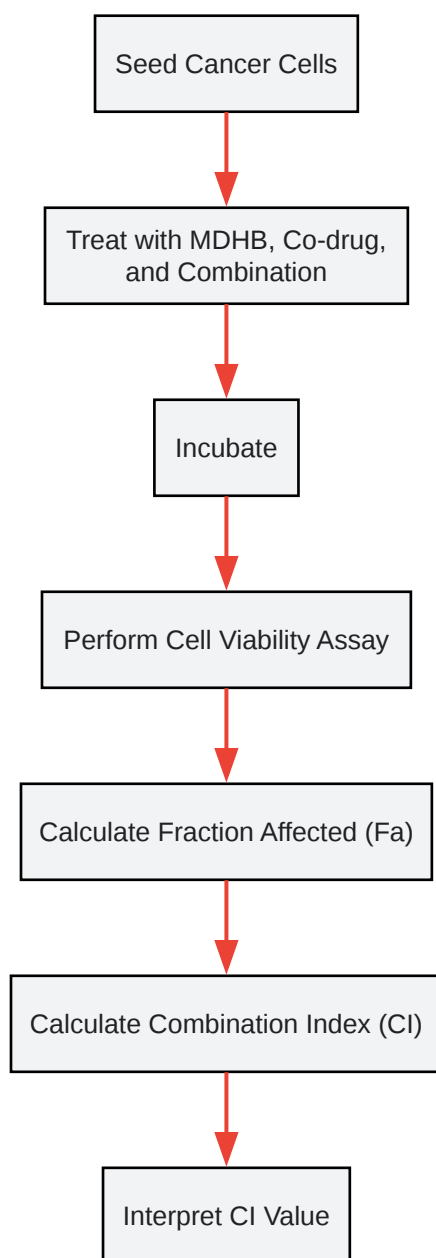 Seed Cancer Cells
Treat with MDHB, Co-drug,
and Combination
Incubate
Perform Cell Viability Assay
Calculate Fraction Affected (Fa)
Calculate Combination Index (CI)
Interpret CI Value